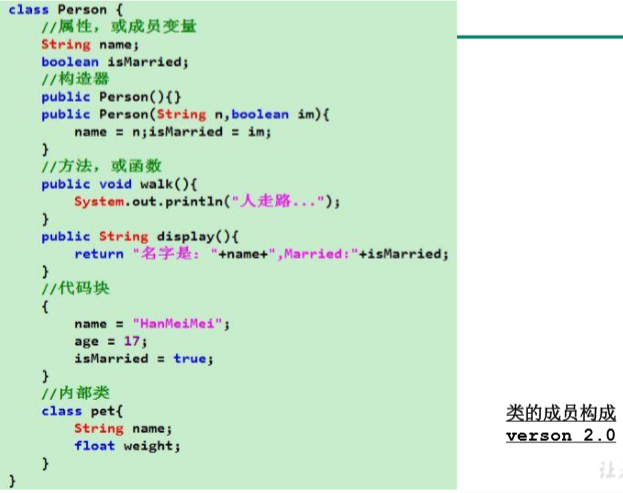 class Person {
//属性，或成员变量
String name;
boolean isMarried;
//构造器
public Person(){}
public Person(String n,boolean im){
name = n;isMarried = im;
}
//方法，或函数
public void walk(){
System.out.println("人走路...");
}
public String display(){
return "名字是："+name+",Married:"+isMarried;
}
//代码块
{
name = "HanMeiMei";
age = 17;
isMarried = true;
}
//内部类
class pet{
String name;
float weight;
}
}
类的成员构成
verson 2.0
让